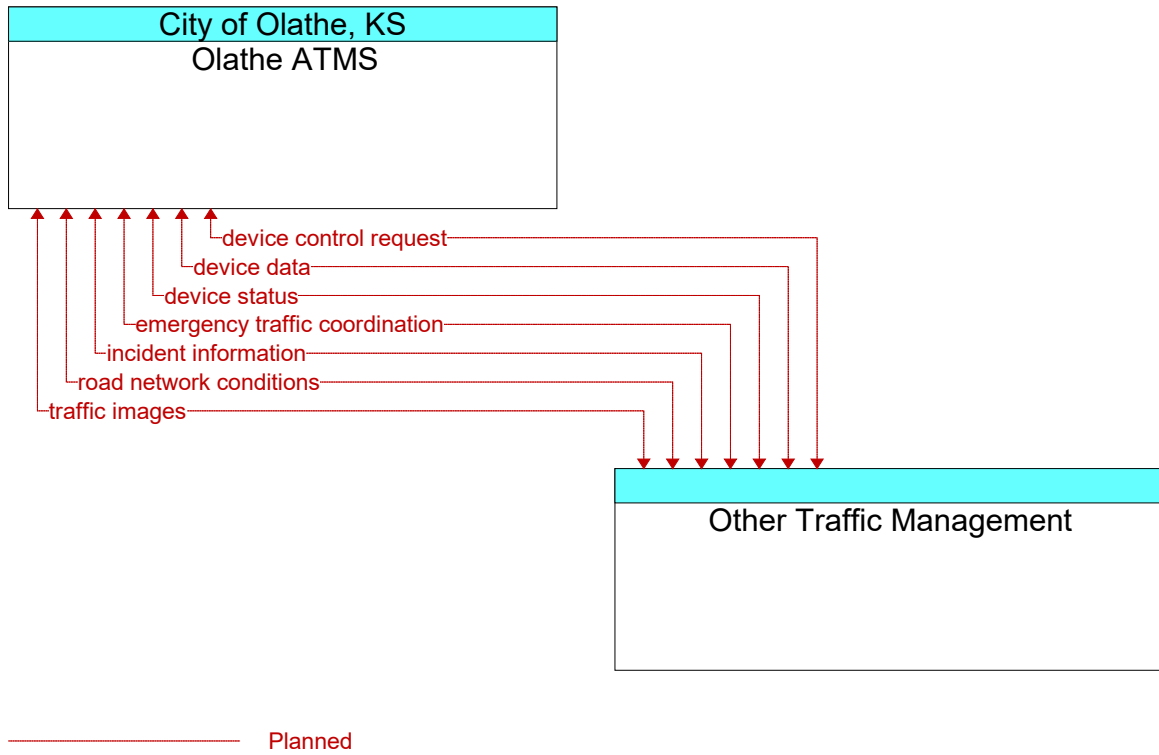 City of Olathe, KS
Olathe ATMS
device control request
device data
device status
emergency traffic coordination
incident information
road network conditions
traffic images
Other Traffic Management
Planned